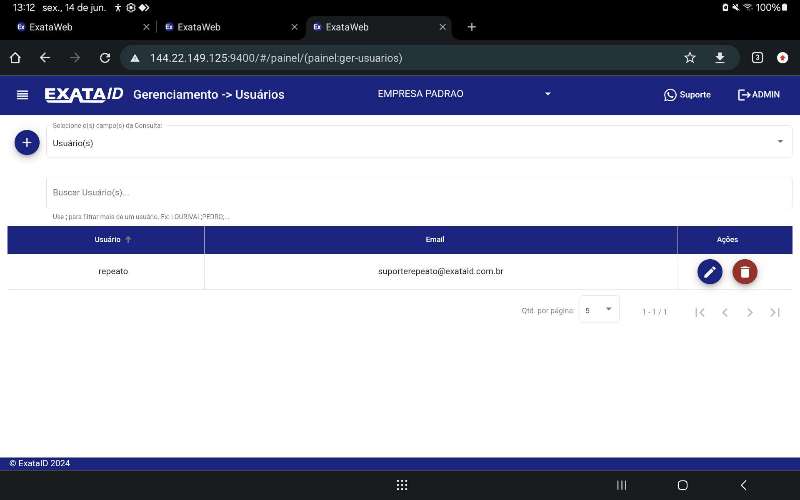 13:12 sex., 14 de jun.
100%
ExataWeb
ExataWeb
ExataWeb
144.22.149.125:9400/#/painel/(painel:ger-usuarios)
3
EXATAID
Gerenciamento -> Usuários
EMPRESA PADRAO
Suporte
ADMIN
Selecione o(s) campo(s) da Consulta:
Usuário(s)
Buscar Usuário(s)...
Use ; para filtrar mais de um usuário. Ex: LOURIVAL;PEDRO;...
Usuário Email Ações
repeato suporterepeato@exataid.com.br
Qtd. por página: 5 1 - 1 / 1
© ExataID 2024